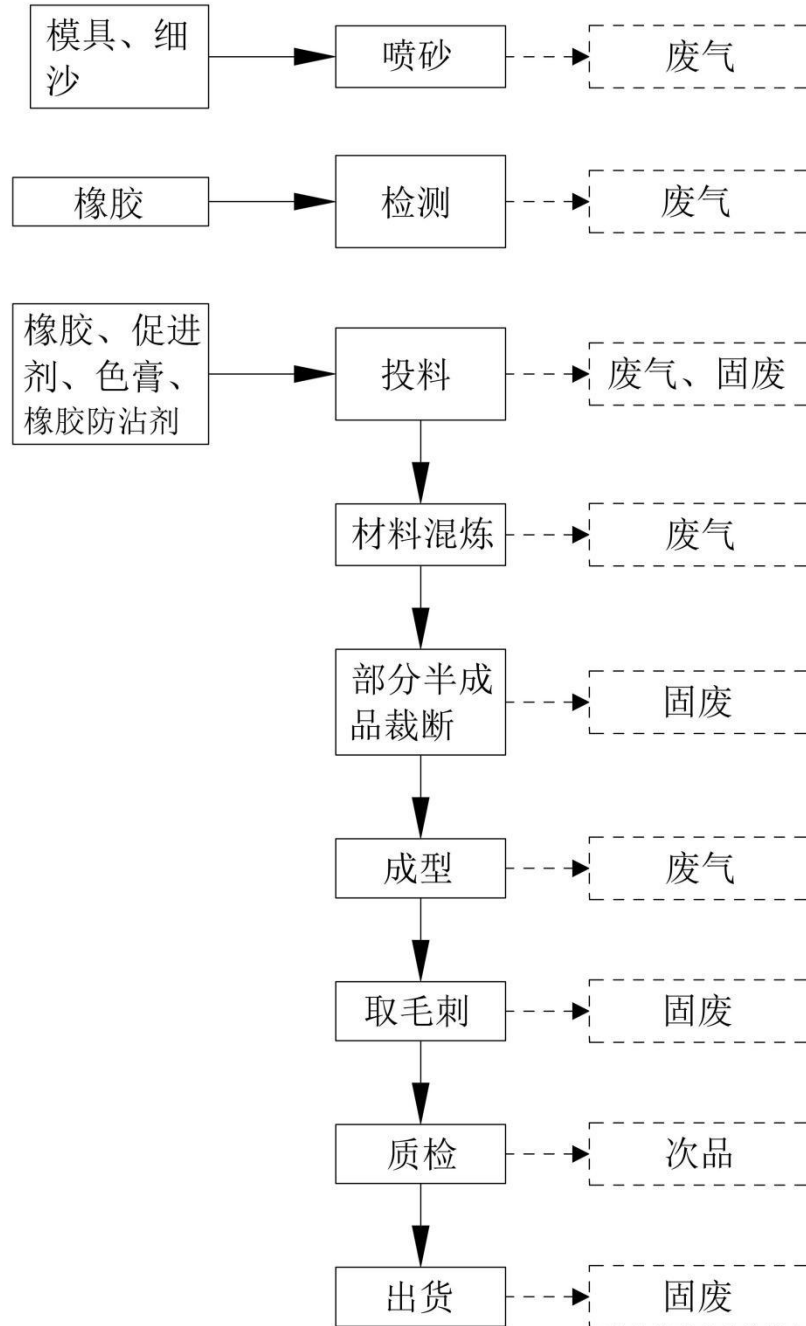 模具、细
沙
喷砂
废气
橡胶
检测
废气
橡胶、促进
剂、色膏、
橡胶防沾剂
投料
废气、固废
材料混炼
废气
部分半成
品裁断
固废
成型
废气
取毛刺
固废
质检
次品
出货
固废